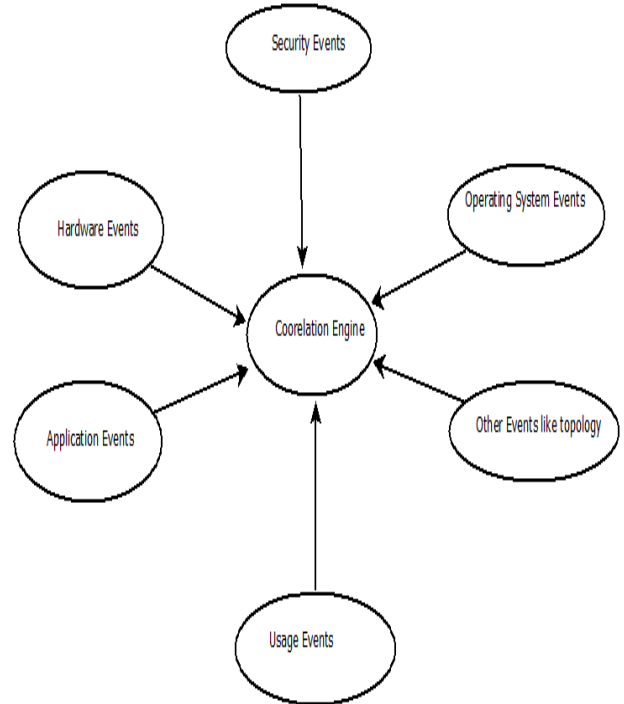 Security Events
Operating System Events
Hardware Events
Coorelation Engine
Application Events
Other Events like topology
Usage Events